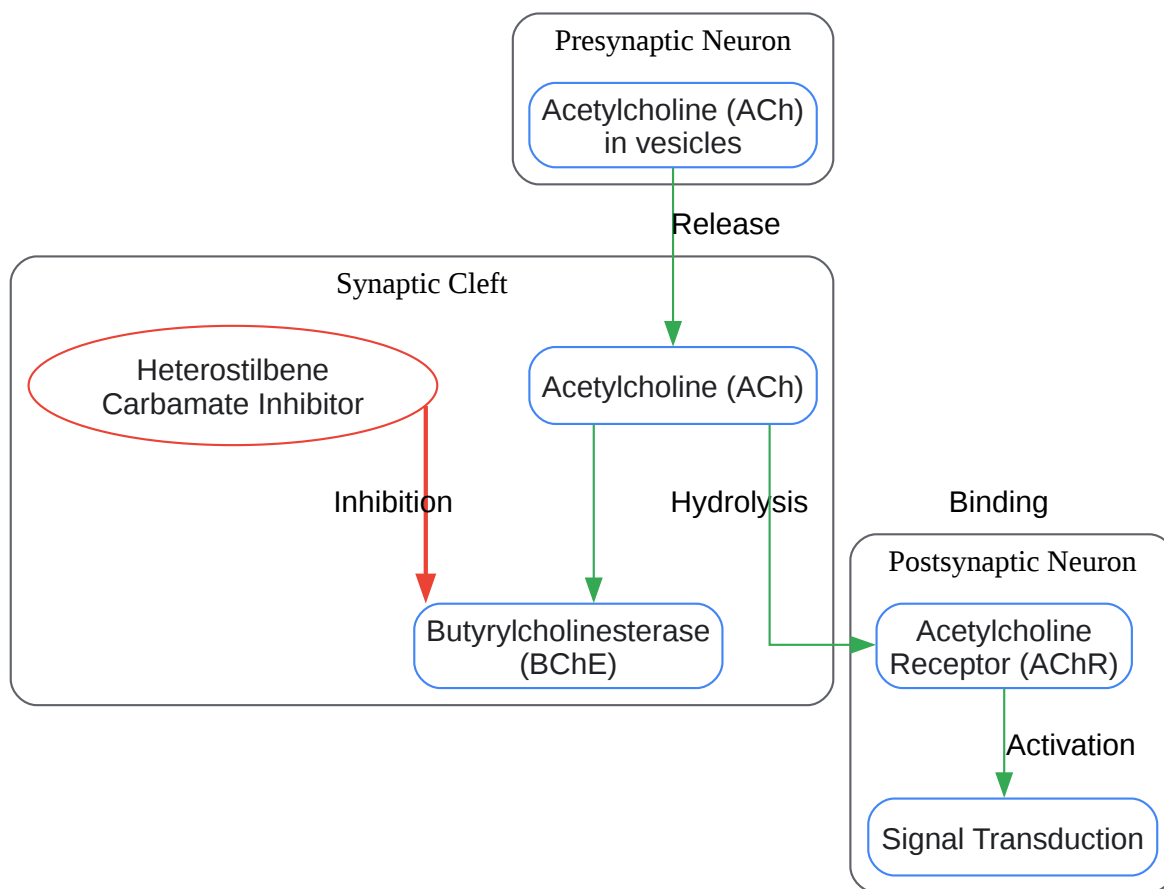 Presynaptic Neuron
Acetylcholine (ACh)
in vesicles
Release
Synaptic Cleft
Heterostilbene
Carbamate Inhibitor
Acetylcholine (ACh)
Inhibition
Hydrolysis
Binding
Butyrylcholinesterase
(BChE)
Postsynaptic Neuron
Acetylcholine
Receptor (AChR)
Activation
Signal Transduction